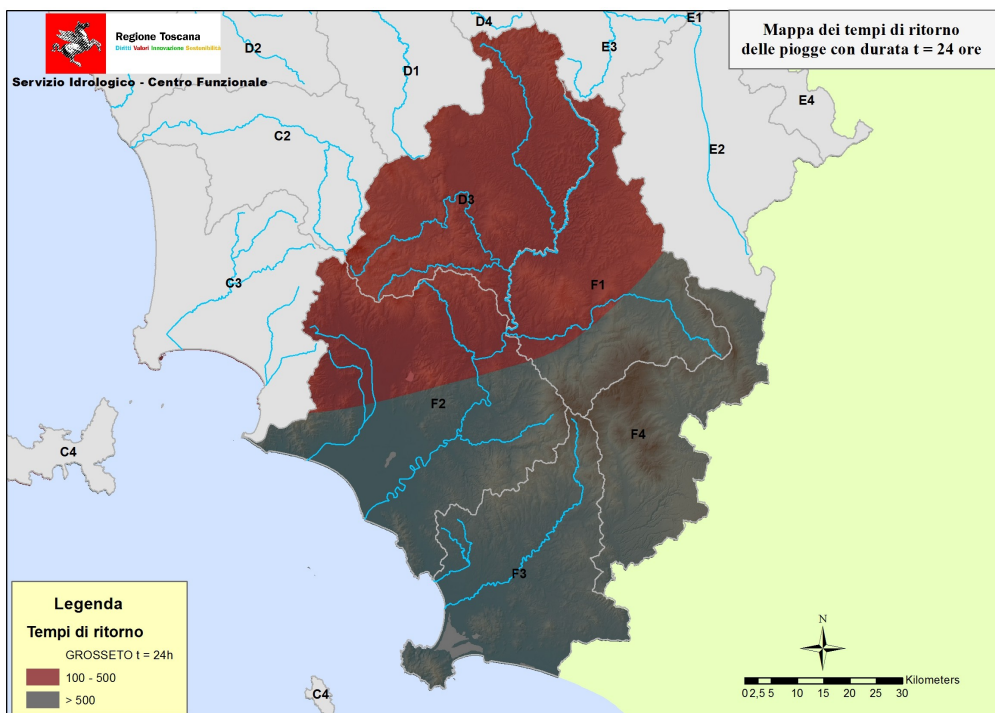 Regione Toscana
Diritti Valori Innovazione Sostenibilità
Servizio Idrologico - Centro Funzionale
Mappa dei tempi di ritorno
delle piogge con durata t = 24 ore
D4
E1
D2
E3
D1
E4
C2
E2
D3
C3
F1
F2
F4
C4
F3
C4
Legenda
Tempi di ritorno
GROSSETO t = 24h
100 - 500
> 500
N
Kilometers
0 2,5 5 10 15 20 25 30